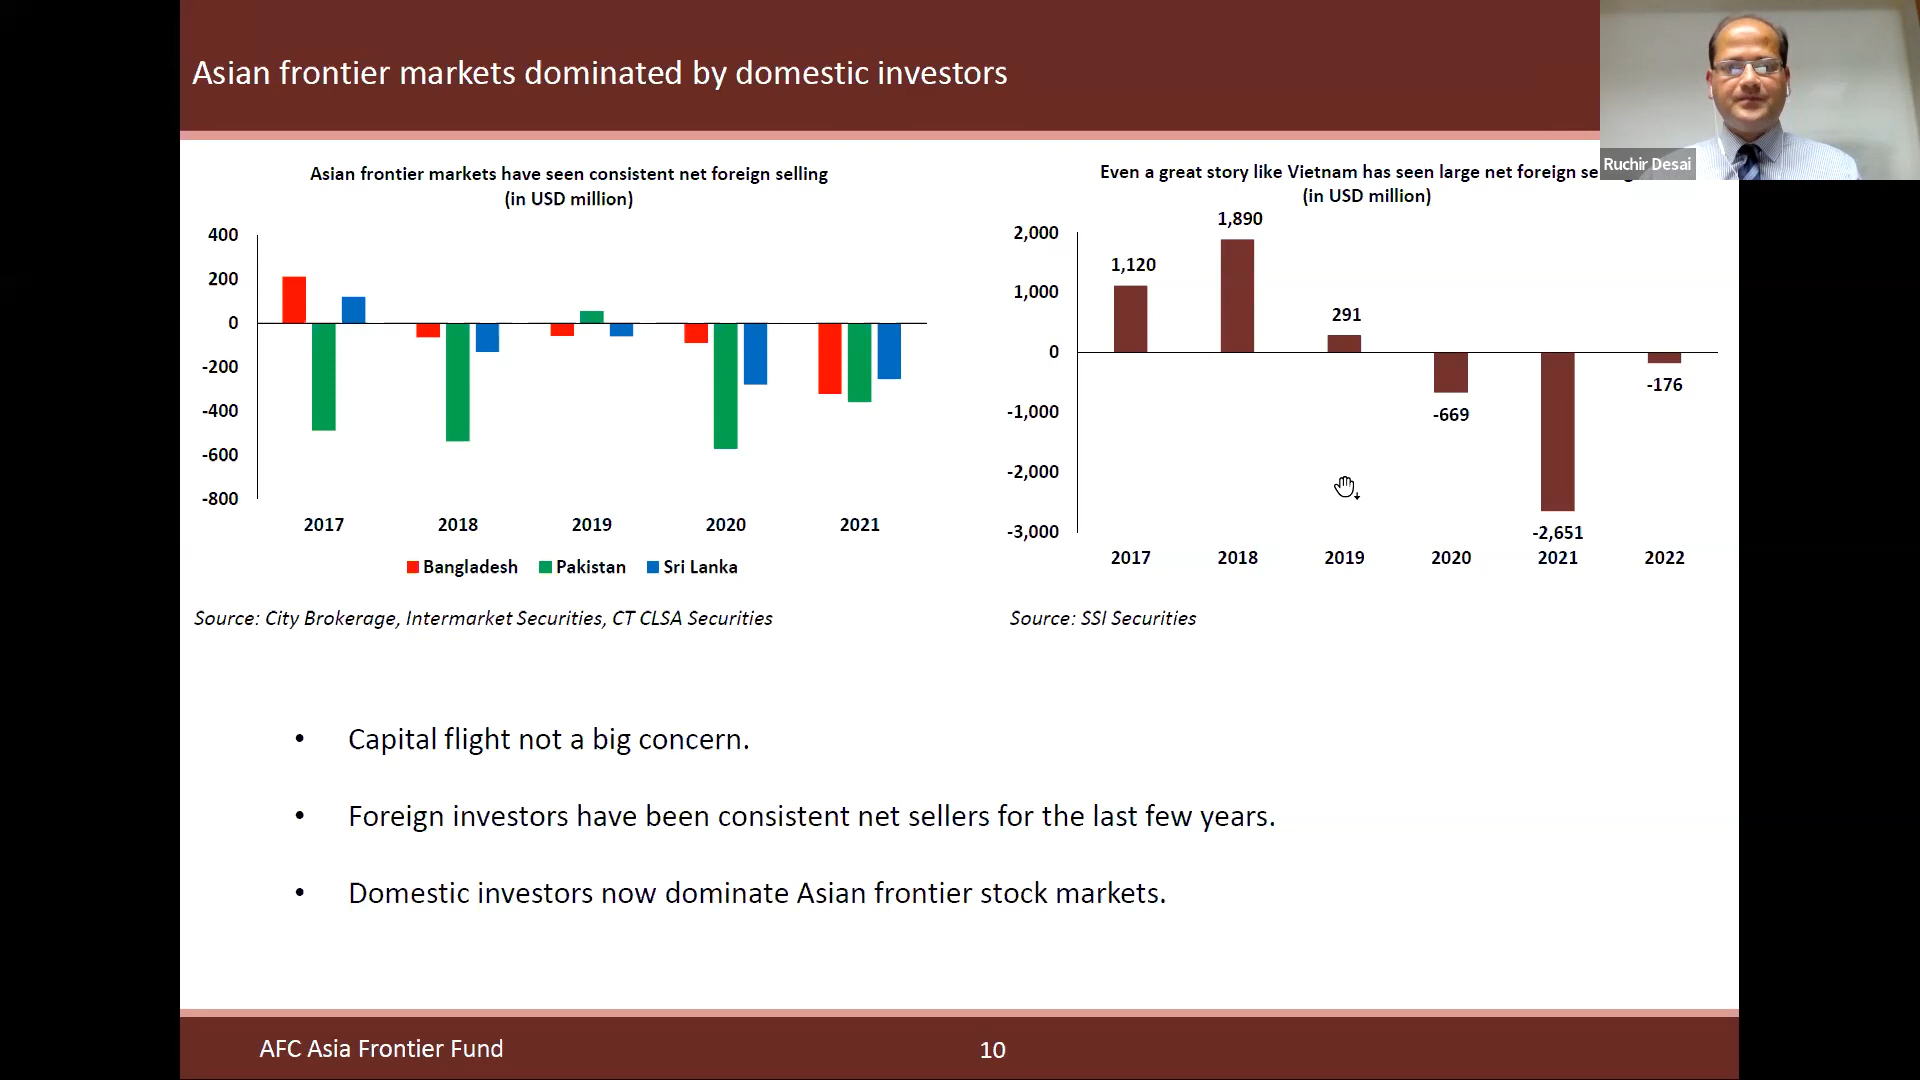 Asian frontier markets dominated by domestic investors
Ruchir Desai
Asian frontier markets have seen consistent net foreign selling
(in USD million)
400
200
0
-200
-400
-600
-800
2017 2018 2019 2020 2021
Bangladesh Pakistan Sri Lanka
Source: City Brokerage, Intermarket Securities, CT CLSA Securities
Even a great story like Vietnam has seen large net foreign
(in USD million)
2,000
1,000
0
-1,000
-2,000
-3,000
1,120
1,890
291
-669
-2,651
-176
2017 2018 2019 2020 2021 2022
Source: SSI Securities
• Capital flight not a big concern.
• Foreign investors have been consistent net sellers for the last few years.
• Domestic investors now dominate Asian frontier stock markets.
AFC Asia Frontier Fund
10